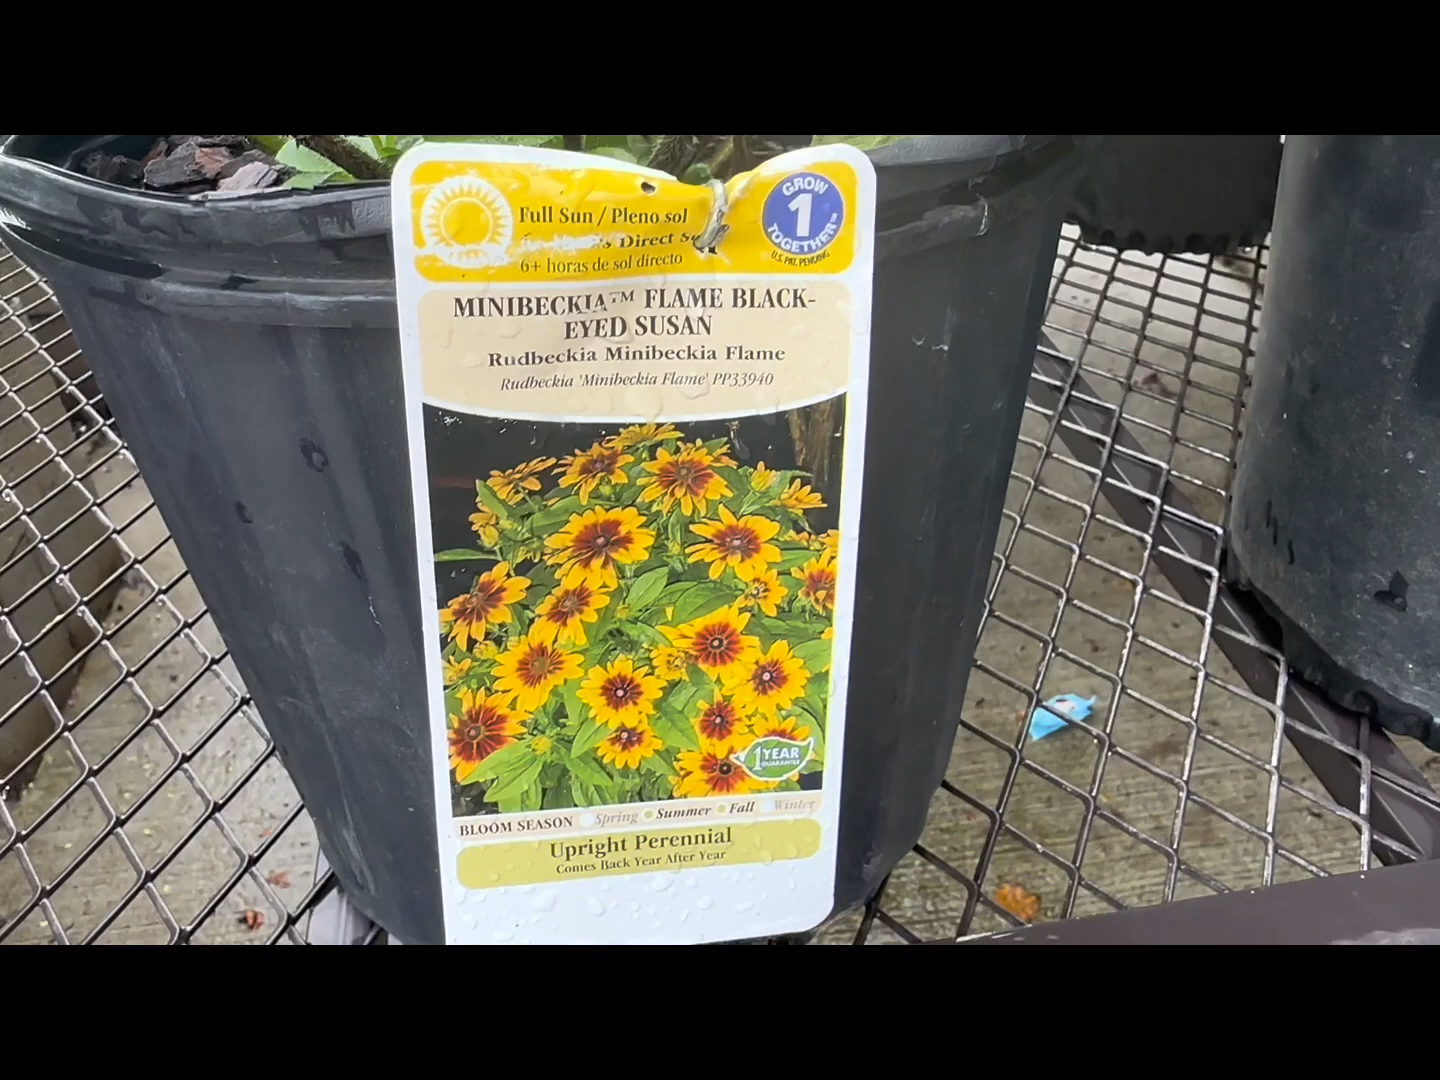 Full Sun / Pleno sol
Direct
6+ horas de sol directo
GROW
1
TOGETHER™
U.S. PAT. PENDING
MINIBECKIA™ FLAME BLACK-
EYED SUSAN
Rudbeckia Minibeckia Flame
Rudbeckia 'Minibeckia Flame' PP33940
1 YEAR
GUARANTEE
BLOOM SEASON Spring Summer Fall Winter
Upright Perennial
Comes Back Year After Year